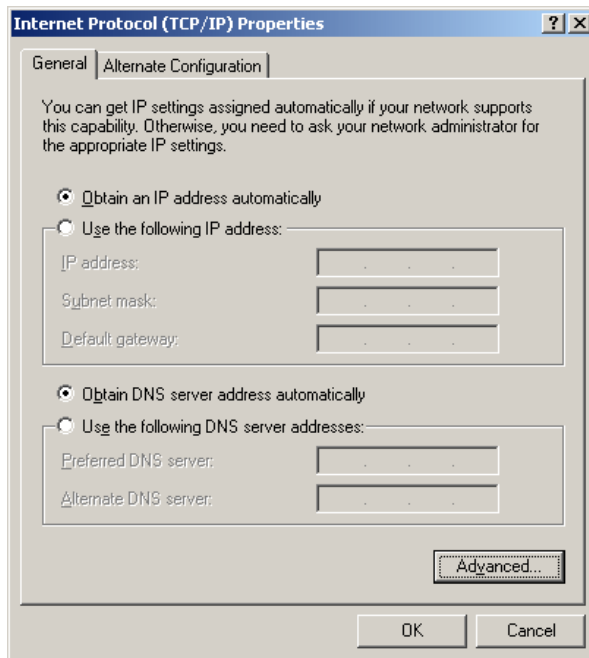 Internet Protocol (TCP/IP) Properties
General
Alternate Configuration
You can get IP settings assigned automatically if your network supports
this capability. Otherwise, you need to ask your network administrator for
the appropriate IP settings.
Obtain an IP address automatically
Use the following IP address:
IP address:
Subnet mask:
Default gateway:
Obtain DNS server address automatically
Use the following DNS server addresses:
Preferred DNS server:
Alternate DNS server:
Advanced...
OK
Cancel